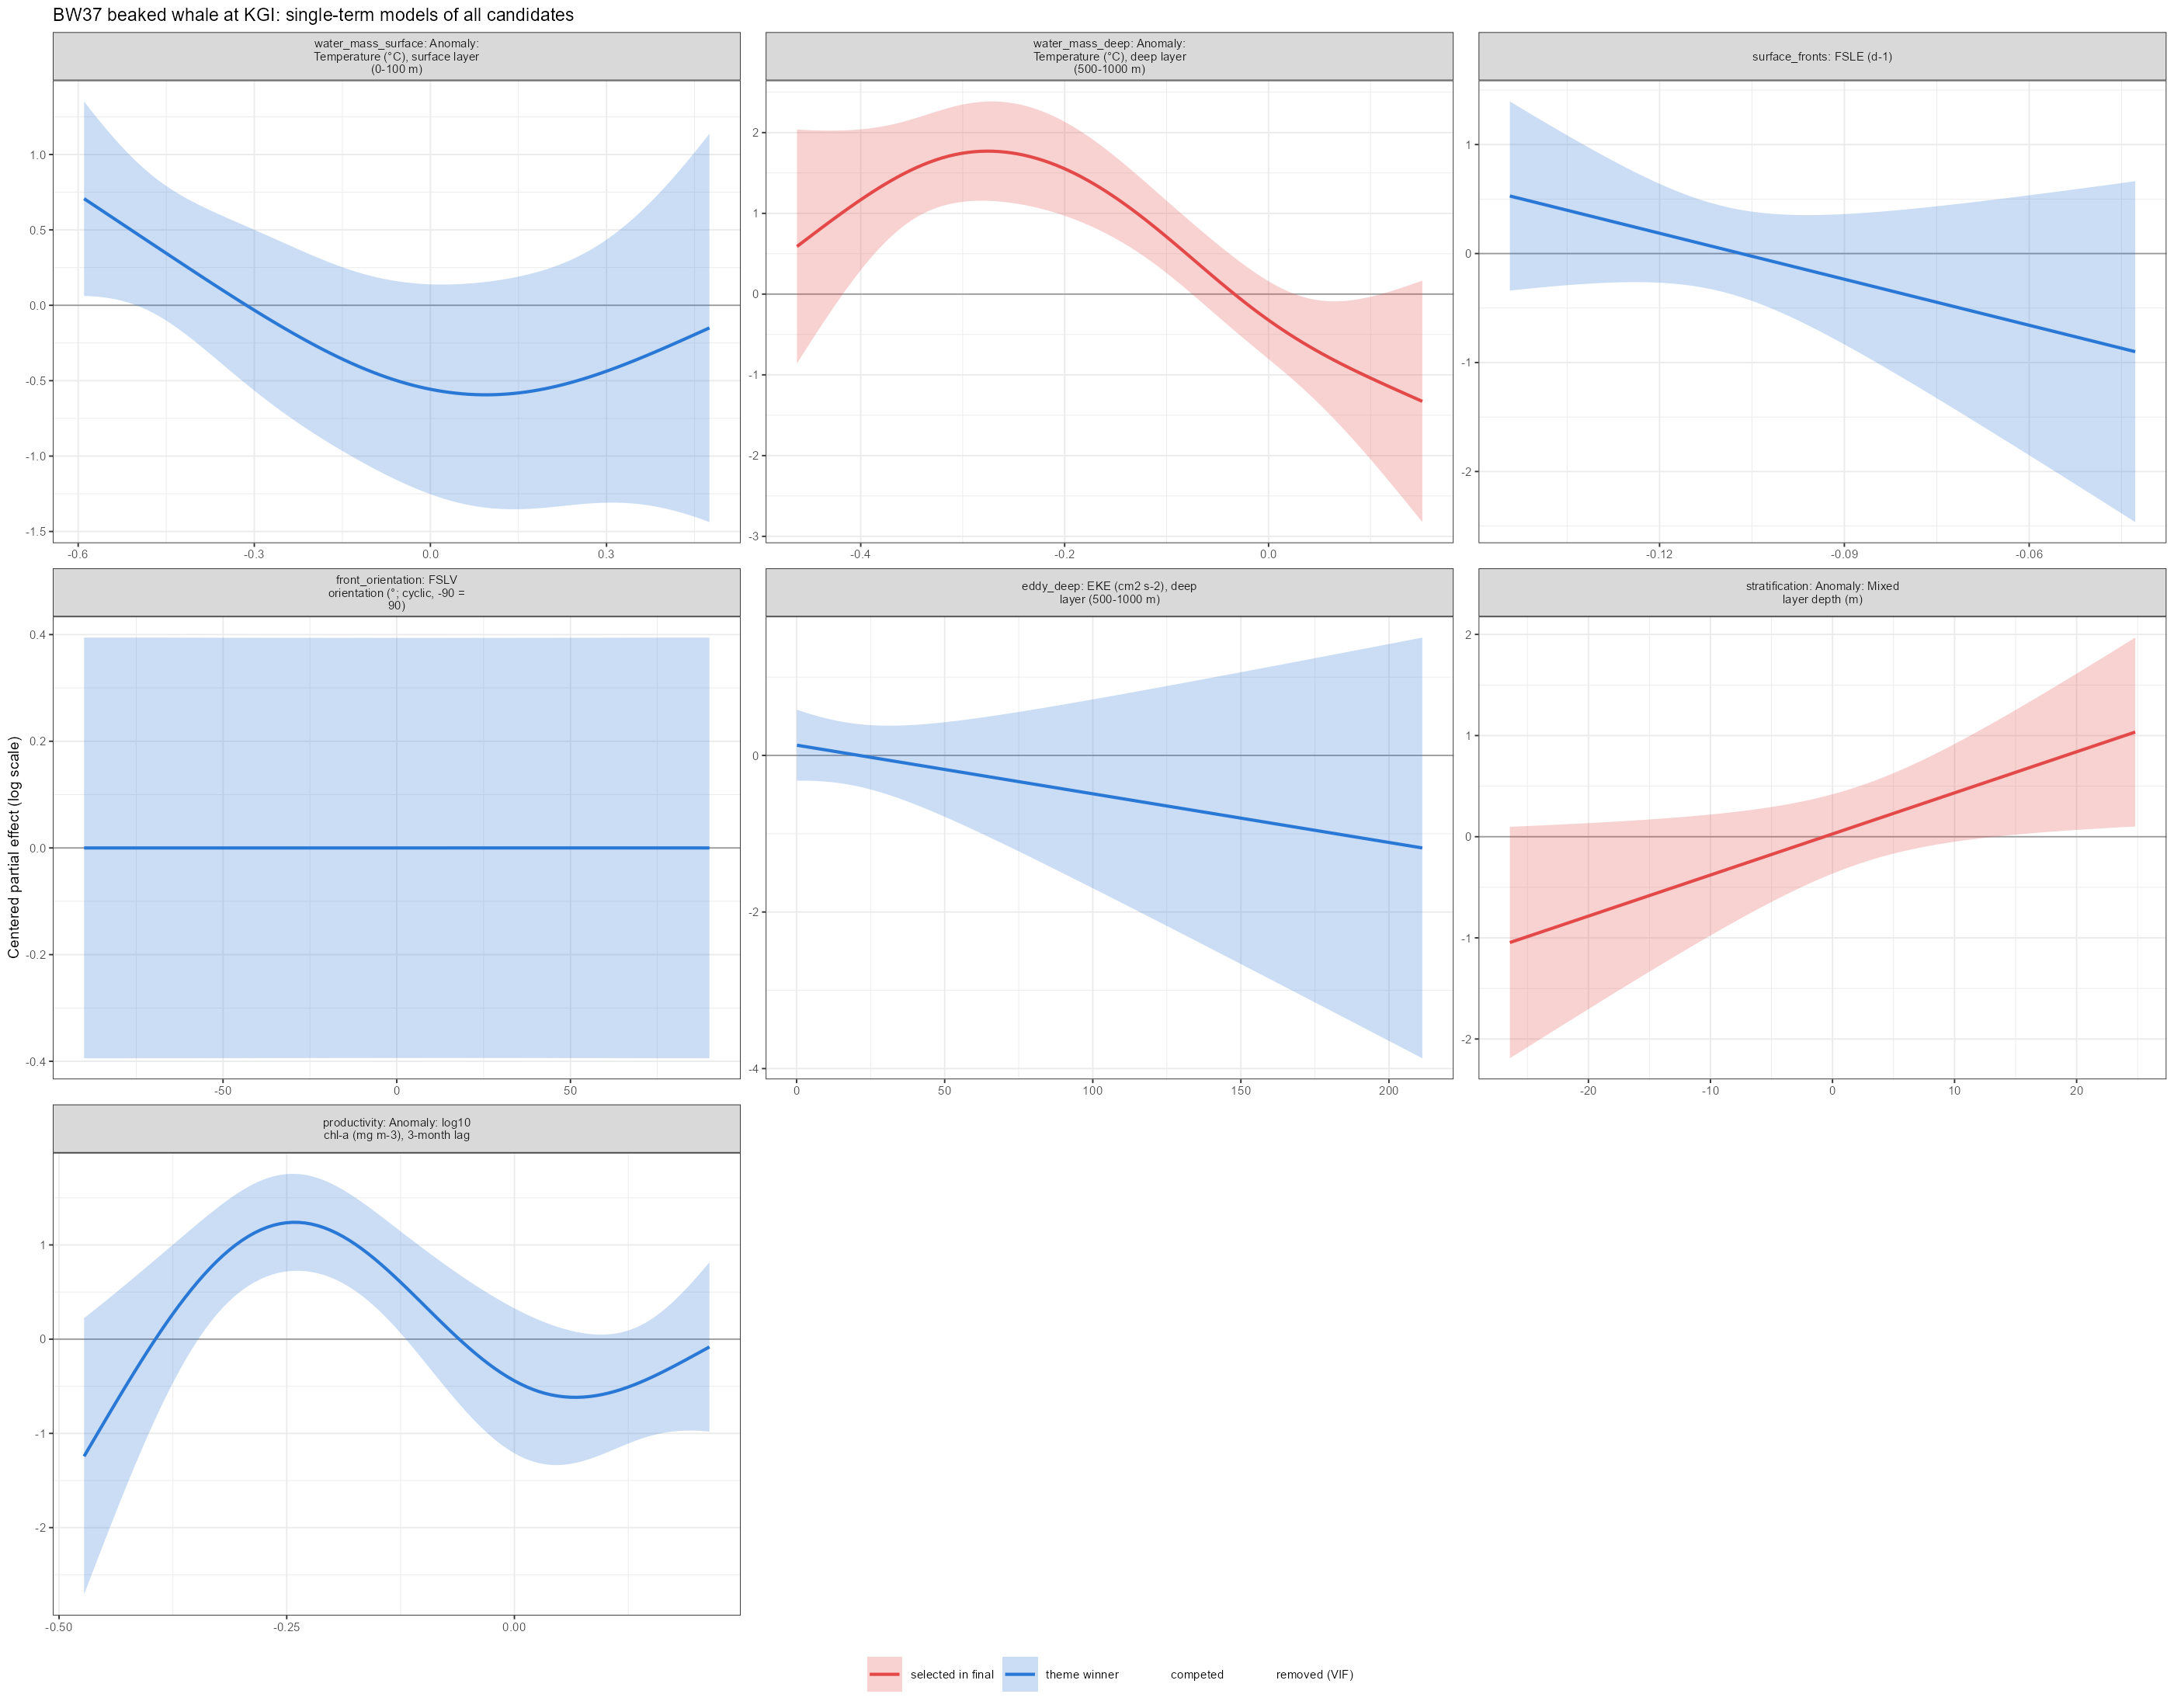 BW37 beaked whale at KGI: single-term models of all candidates
water_mass_surface: Anomaly:
Temperature (°C), surface layer
(0-100 m)
water_mass_deep: Anomaly:
Temperature (°C), deep layer
(500-1000 m)
surface_fronts: FSLE (d-1)
1.0
0.5
0.0
-0.5
-1.0
-1.5
-0.6
-0.3
0.0
0.3
2
1
0
-1
-2
-3
-0.4
-0.2
0.0
1
0
-1
-2
-0.12
-0.09
-0.06
front_orientation: FSLV
orientation (°; cyclic, -90 =
90)
eddy_deep: EKE (cm2 s-2), deep
layer (500-1000 m)
stratification: Anomaly: Mixed
layer depth (m)
Centered partial effect (log scale)
0.4
0.2
0.0
-0.2
-0.4
-50
0
50
0
-2
-4
0
50
100
150
200
2
1
0
-1
-2
-20
-10
0
10
20
productivity: Anomaly: log10
chl-a (mg m-3), 3-month lag
1
0
-1
-2
-0.50
-0.25
0.00
selected in final
theme winner
competed
removed (VIF)